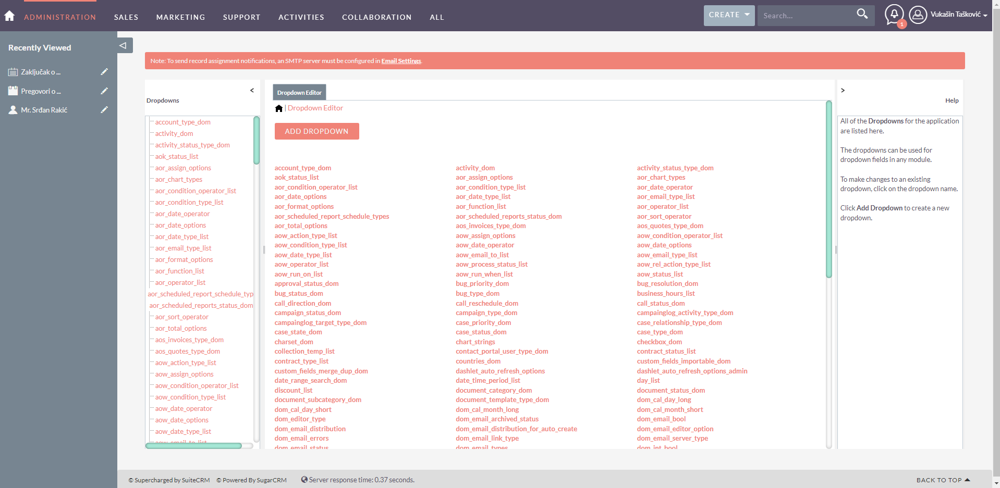 ADMINISTRATION SALES MARKETING SUPPORT ACTIVITIES COLLABORATION ALL CREATE Search... 1 Vukašin Tašković
Recently Viewed
Zaključak o ...
Pregovori o ...
Mr. Srđan Rakić
Note: To send record assignment notifications, an SMTP server must be configured in Email Settings.
Dropdowns
account_type_dom
activity_dom
activity_status_type_dom
aok_status_list
aor_assign_options
aor_chart_types
aor_condition_operator_list
aor_condition_type_list
aor_date_operator
aor_date_options
aor_date_type_list
aor_email_type_list
aor_format_options
aor_function_list
aor_operator_list
aor_scheduled_report_schedule_typ
aor_scheduled_reports_status_dom
aor_sort_operator
aor_total_options
aos_invoices_type_dom
aos_quotes_type_dom
aow_action_type_list
aow_assign_options
aow_condition_operator_list
aow_condition_type_list
aow_date_operator
aow_date_options
aow_date_type_list
aow_email_to_list
Dropdown Editor
| Dropdown Editor
ADD DROPDOWN
account_type_dom activity_dom activity_status_type_dom
aok_status_list aor_assign_options aor_chart_types
aor_condition_operator_list aor_condition_type_list aor_date_operator
aor_date_options aor_date_type_list aor_email_type_list
aor_format_options aor_function_list aor_operator_list
aor_scheduled_report_schedule_types aor_scheduled_reports_status_dom aor_sort_operator
aor_total_options aos_invoices_type_dom aos_quotes_type_dom
aow_action_type_list aow_assign_options aow_condition_operator_list
aow_condition_type_list aow_date_operator aow_date_options
aow_date_type_list aow_email_to_list aow_email_type_list
aow_operator_list aow_process_status_list aow_rel_action_type_list
aow_run_on_list aow_run_when_list aow_status_list
approval_status_dom bug_priority_dom bug_resolution_dom
bug_status_dom bug_type_dom business_hours_list
call_direction_dom call_reschedule_dom call_status_dom
campaign_status_dom campaign_type_dom campainglog_activity_type_dom
campainglog_target_type_dom case_priority_dom case_relationship_type_dom
case_state_dom case_status_dom case_type_dom
charset_dom chart_strings checkbox_dom
collection_temp_list contact_portal_user_type_dom contract_status_list
contract_type_list countries_dom custom_fields_importable_dom
custom_fields_merge_dup_dom dashlet_auto_refresh_options dashlet_auto_refresh_options_admin
date_range_search_dom date_time_period_list day_list
discount_list document_category_dom document_status_dom
document_subcategory_dom document_template_type_dom dom_cal_day_long
dom_cal_day_short dom_cal_month_long dom_cal_month_short
dom_editor_type dom_email_archived_status dom_email_bool
dom_email_distribution dom_email_distribution_for_auto_create dom_email_editor_option
dom_email_errors dom_email_link_type dom_email_server_type
dom_email_status dom_email_types dom_int_bool
Help
All of the Dropdowns for the application
are listed here.
The dropdowns can be used for
dropdown fields in any module.
To make changes to an existing
dropdown, click on the dropdown name.
Click Add Dropdown to create a new
dropdown.
© Supercharged by SuiteCRM © Powered By SugarCRM Server response time: 0.37 seconds. BACK TO TOP